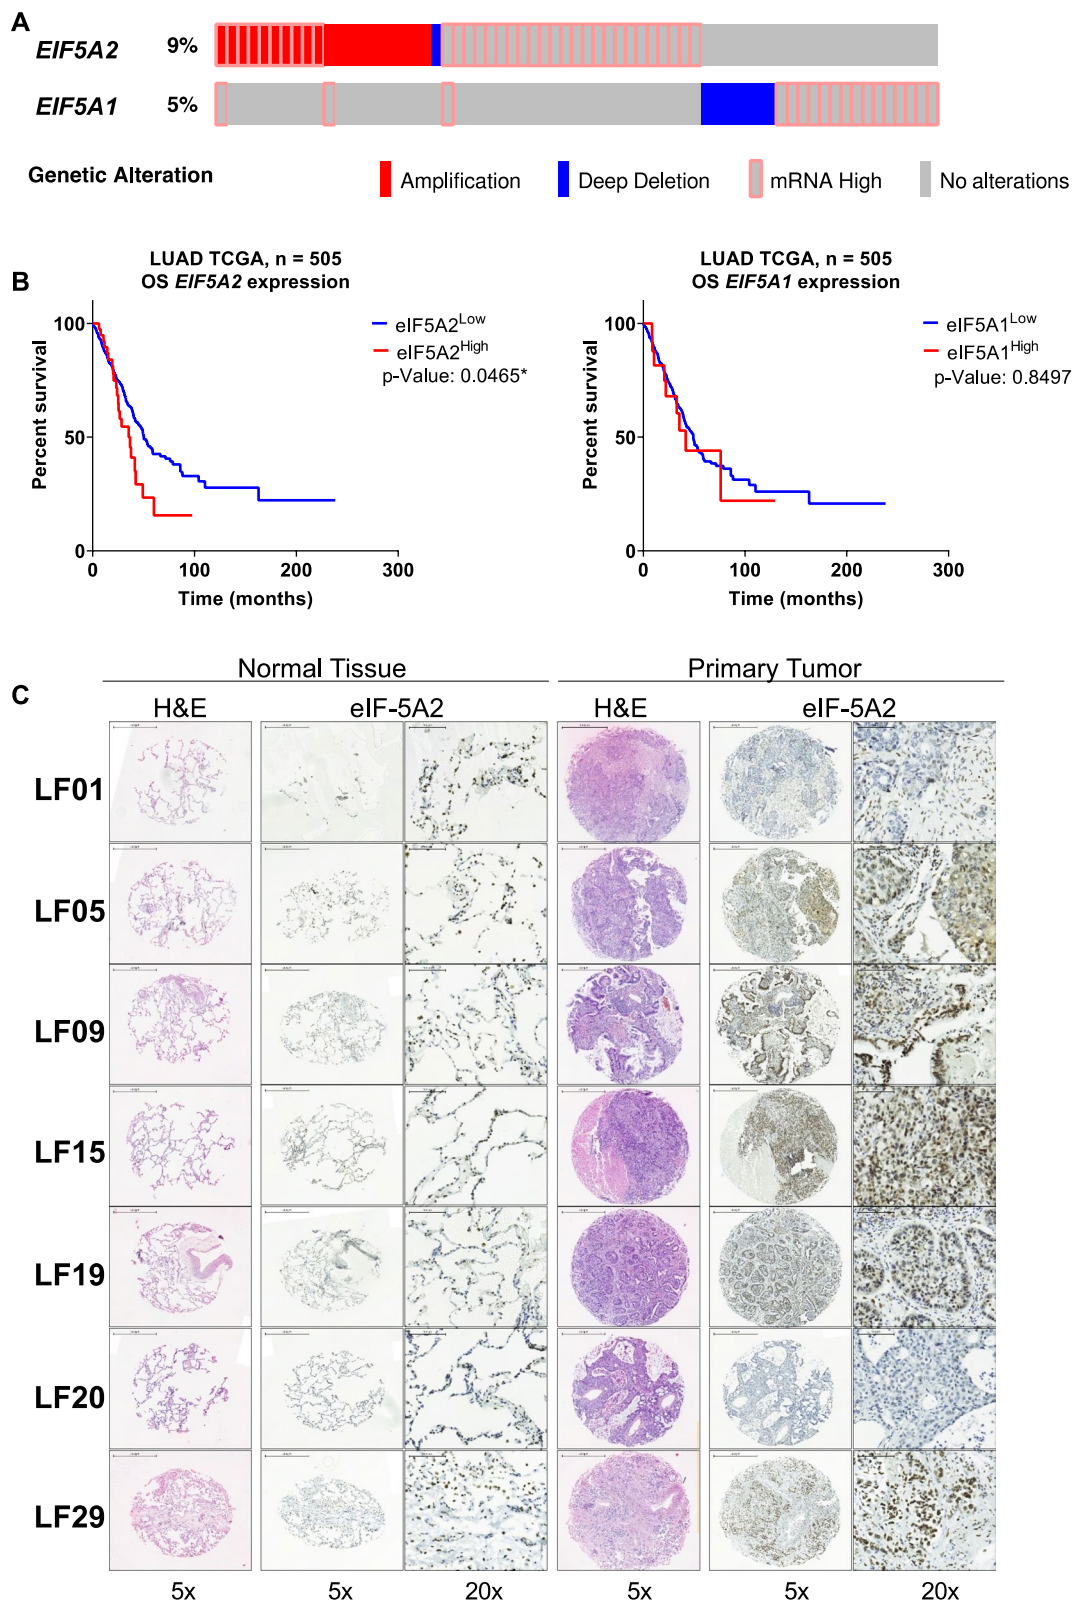 A
EIF5A2 9%
EIF5A1 5%
Genetic Alteration
Amplification
Deep Deletion
mRNA High
No alterations
B
LUAD TCGA, n = 505
OS EIF5A2 expression
Percent survival
100
50
0
0 100 200 300
Time (months)
eIF5A2Low
eIF5A2High
p-Value: 0.0465*
LUAD TCGA, n = 505
OS EIF5A1 expression
Percent survival
100
50
0
0 100 200 300
Time (months)
eIF5A1Low
eIF5A1High
p-Value: 0.8497
C
Normal Tissue Primary Tumor
H&E eIF-5A2 H&E eIF-5A2
LF01
LF05
LF09
LF15
LF19
LF20
LF29
5x 5x 20x 5x 5x 20x